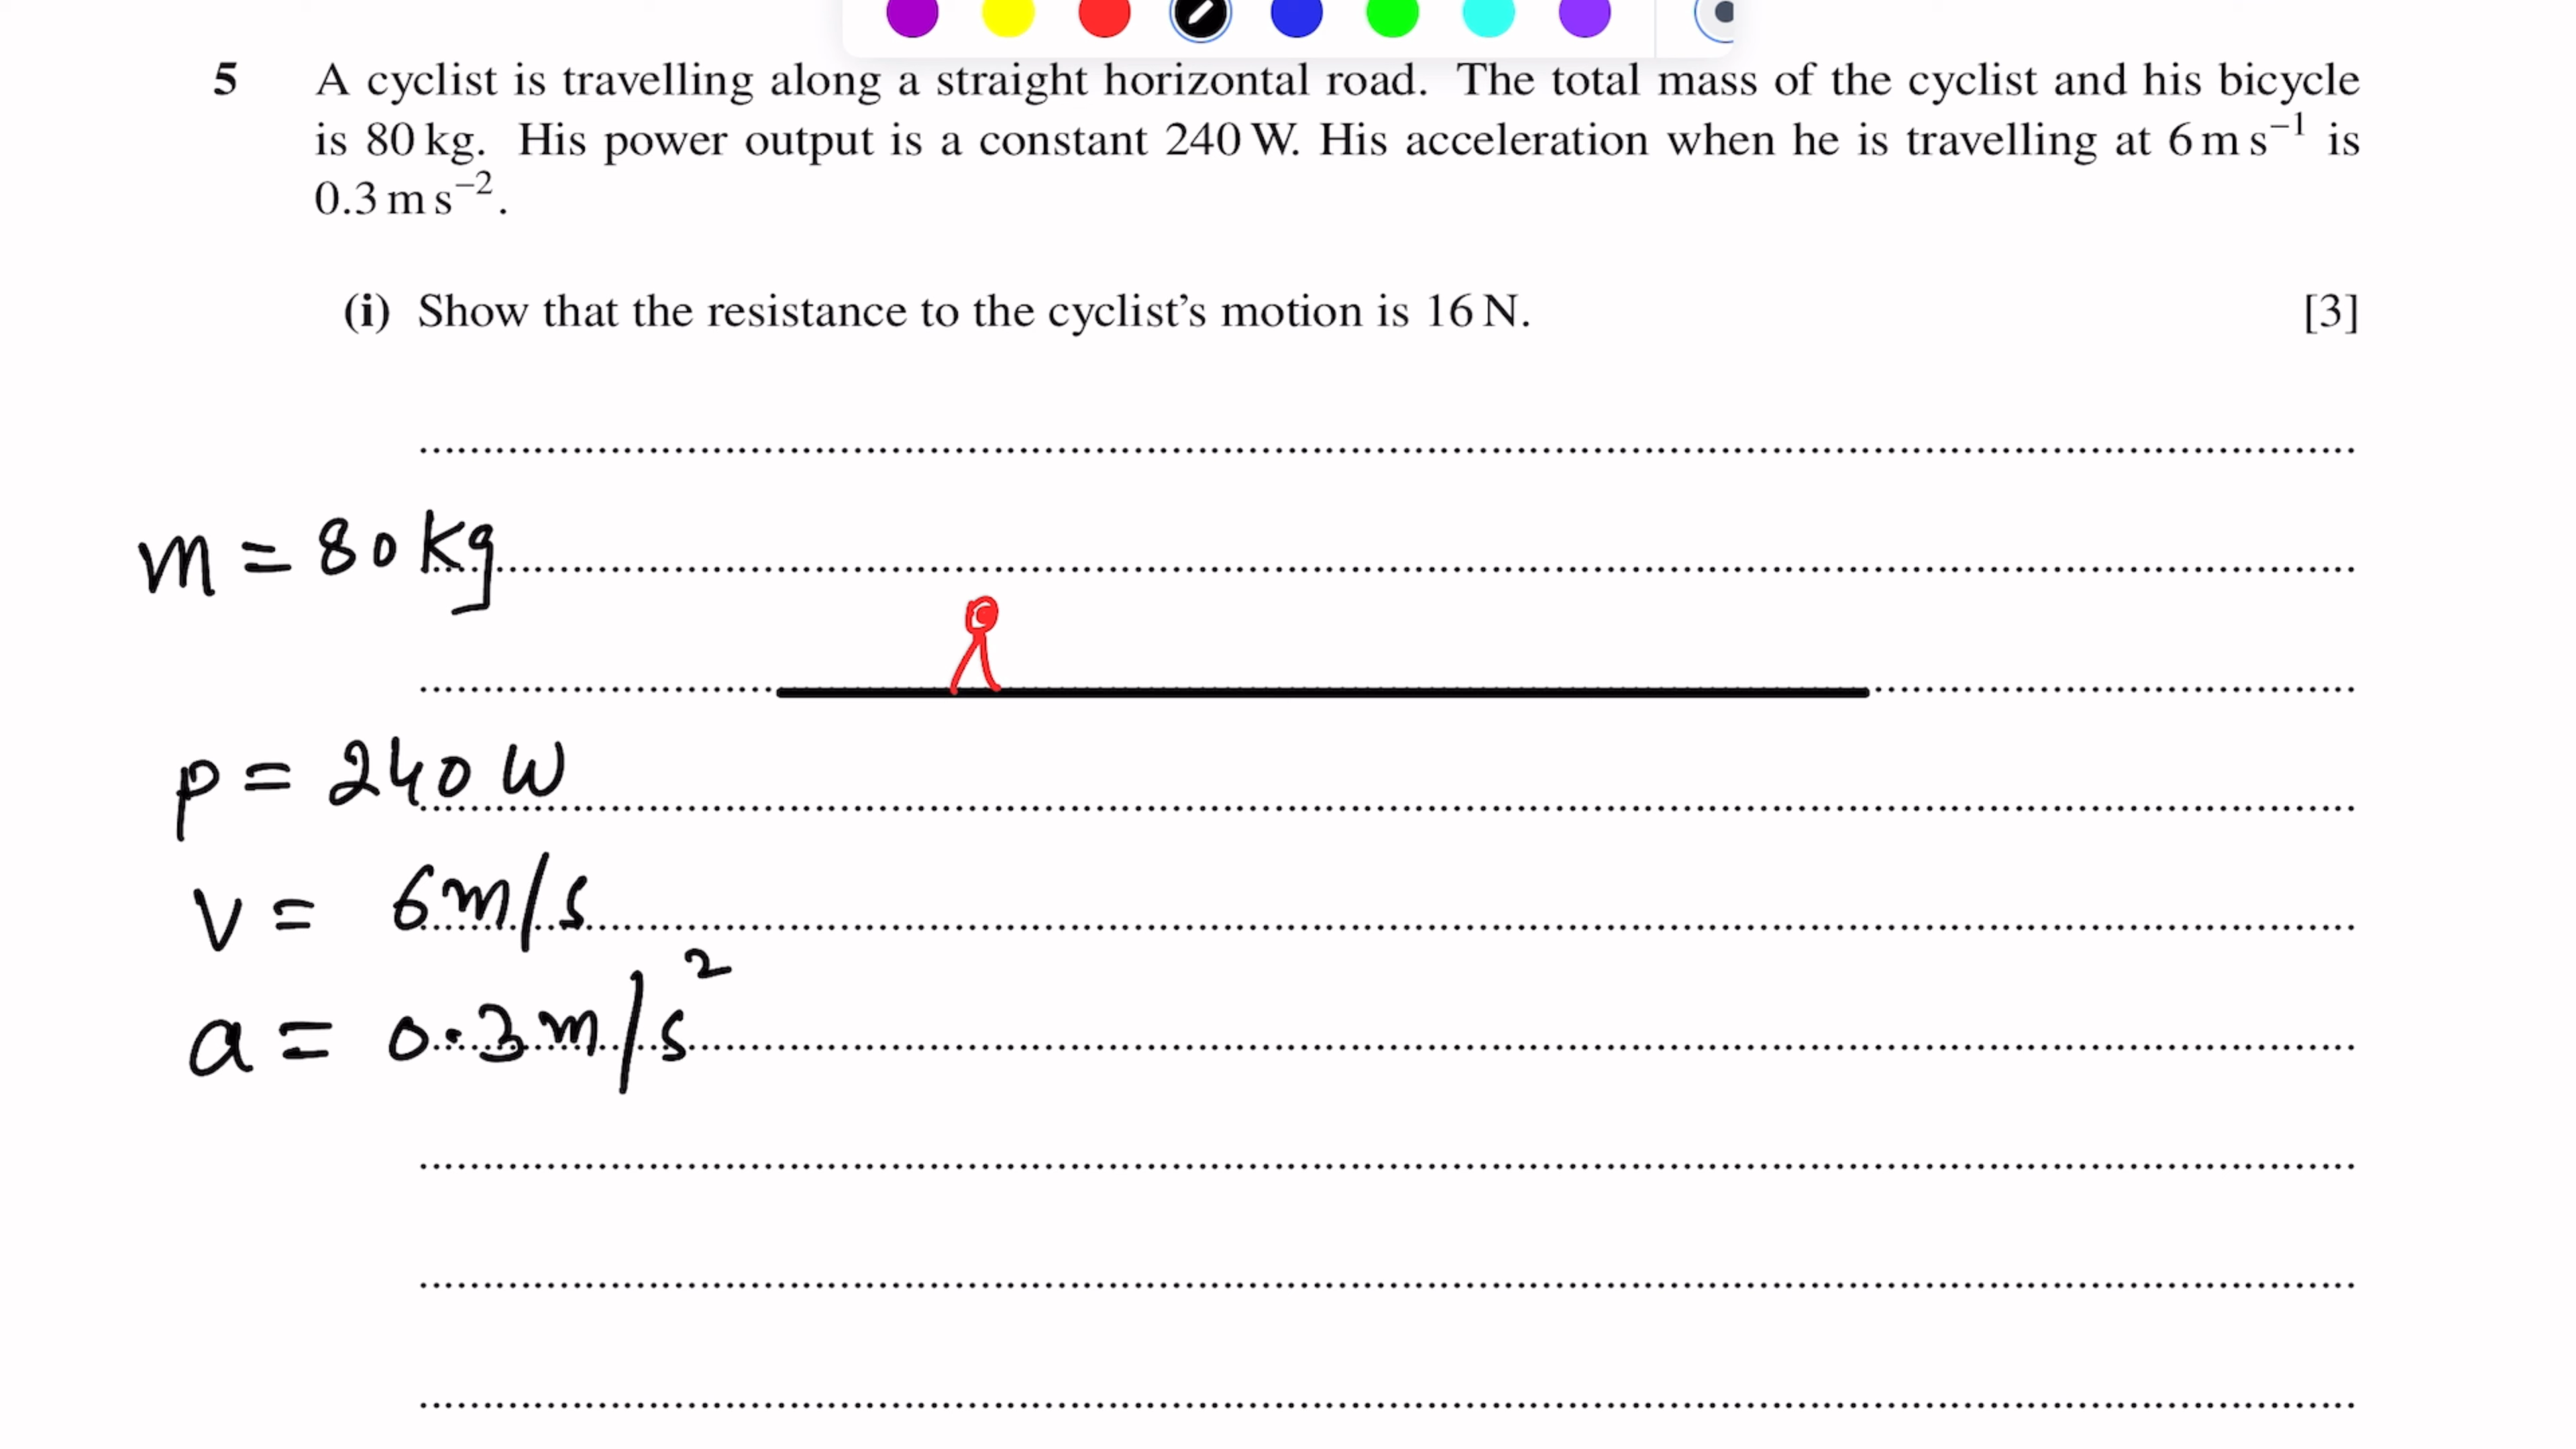 5 A cyclist is travelling along a straight horizontal road. The total mass of the cyclist and his bicycle
is 80 kg. His power output is a constant 240 W. His acceleration when he is travelling at 6 m s⁻¹ is
0.3 m s⁻².
(i) Show that the resistance to the cyclist’s motion is 16 N. [3]
m = 80 kg
p = 240 W
v = 6 m/s
a = 0.3 m/s²